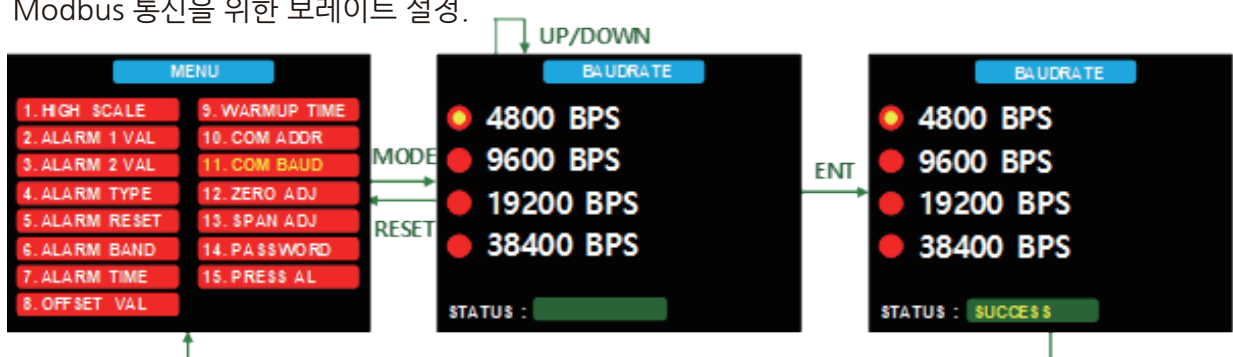 Modbus 통신을 위한 보레이트 설정.
UP/DOWN
MENU
1. HIGH SCALE
2. ALARM 1 VAL
3. ALARM 2 VAL
4. ALARM TYPE
5. ALARM RESET
6. ALARM BAND
7. ALARM TIME
8. OFFSET VAL
9. WARMUP TIME
10. COM ADDR
11. COM BAUD
12. ZERO ADJ
13. SPAN ADJ
14. PASSWORD
15. PRESS AL
MODE
RESET
BAUDRATE
4800 BPS
9600 BPS
19200 BPS
38400 BPS
STATUS :
ENT
BAUDRATE
4800 BPS
9600 BPS
19200 BPS
38400 BPS
STATUS : SUCCESS